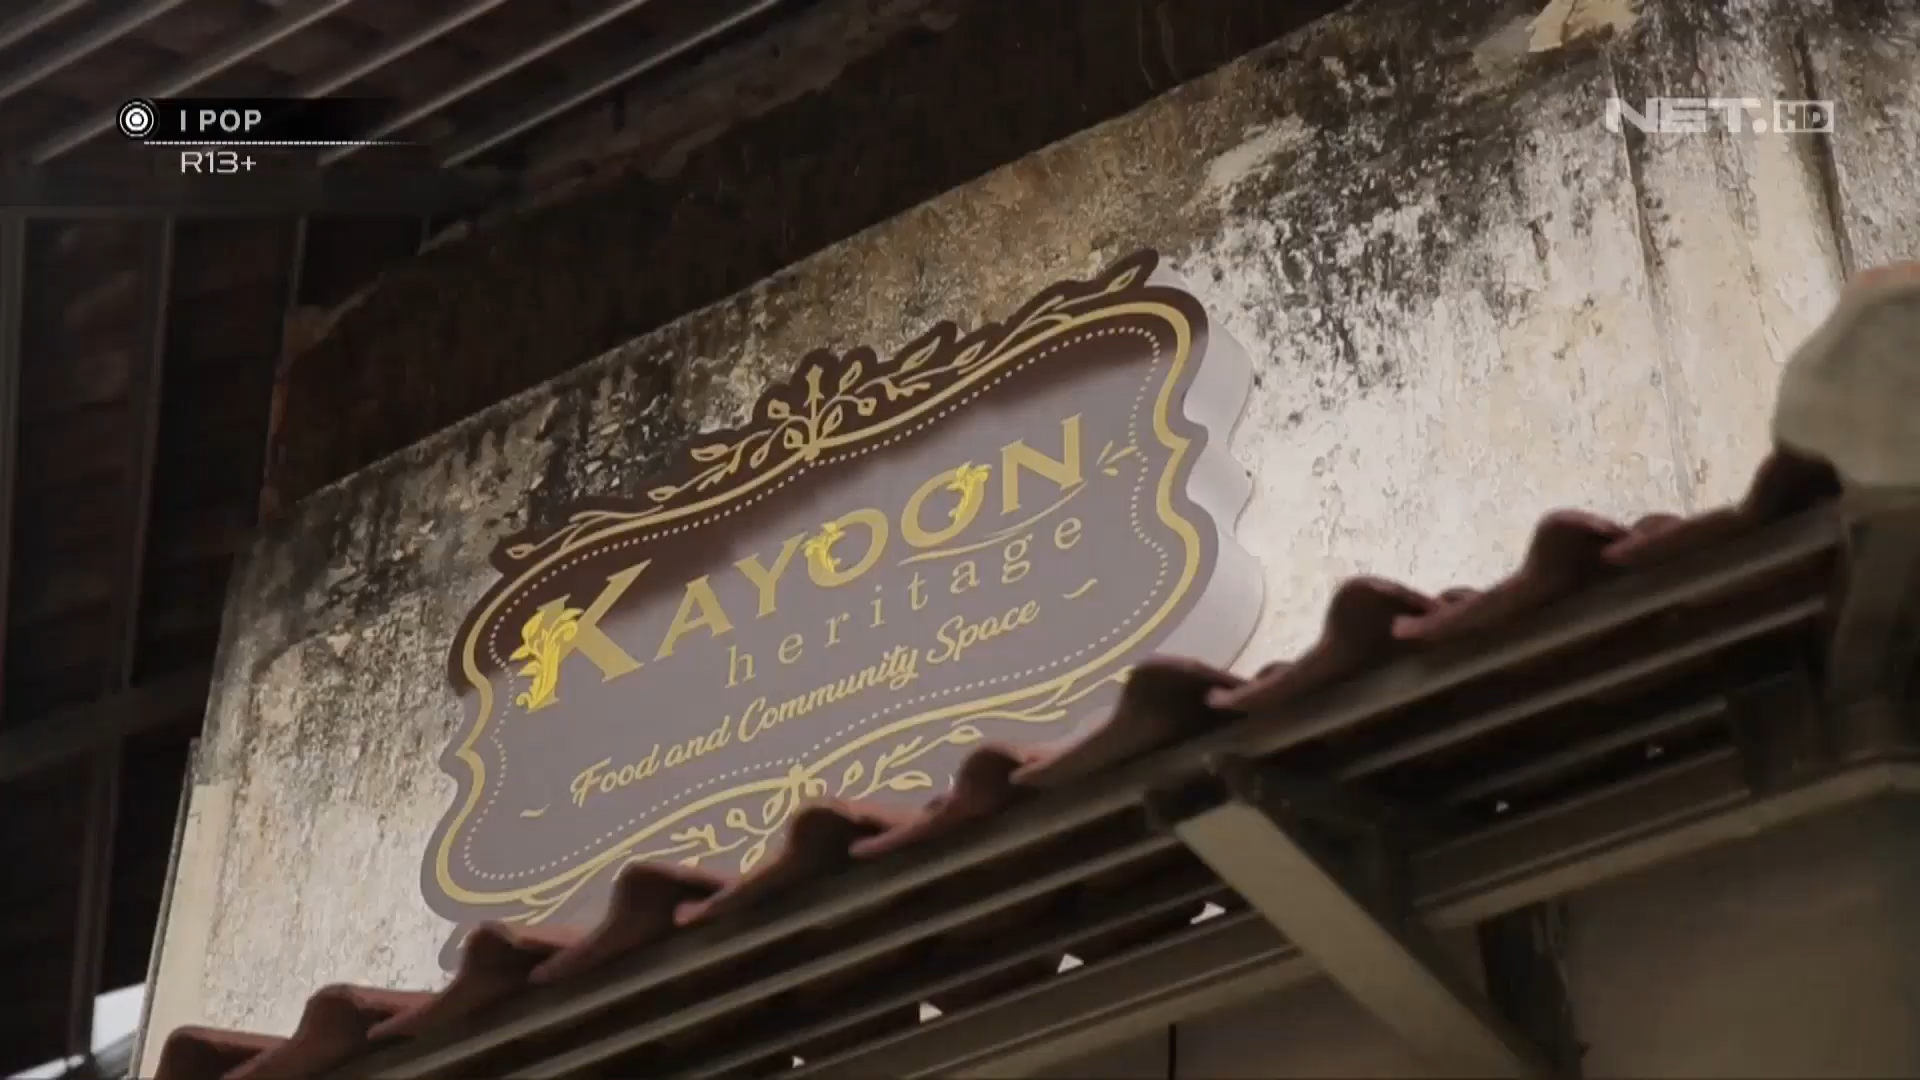 I POP
R13+
NET.HD
KAYOON
heritage
Food and Community Space